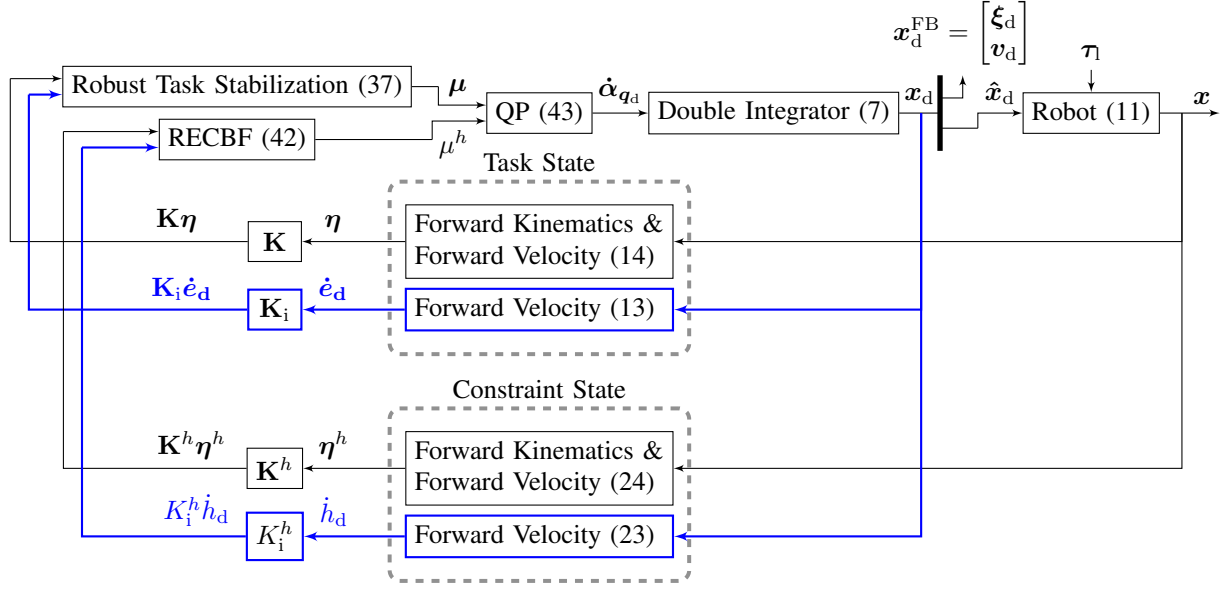 x_d^FB = [ξ_d
v_d]
τ_l
Robust Task Stabilization (37)
μ
QP (43)
α̇_{q_d}
Double Integrator (7)
x_d
x̂_d
Robot (11)
x
RECBF (42)
μ^h
Task State
Kη
K
η
Forward Kinematics &
Forward Velocity (14)
K_i ė_d
K_i
ė_d
Forward Velocity (13)
Constraint State
K^h η^h
K^h
η^h
Forward Kinematics &
Forward Velocity (24)
K_i^h ḣ_d
K_i^h
ḣ_d
Forward Velocity (23)